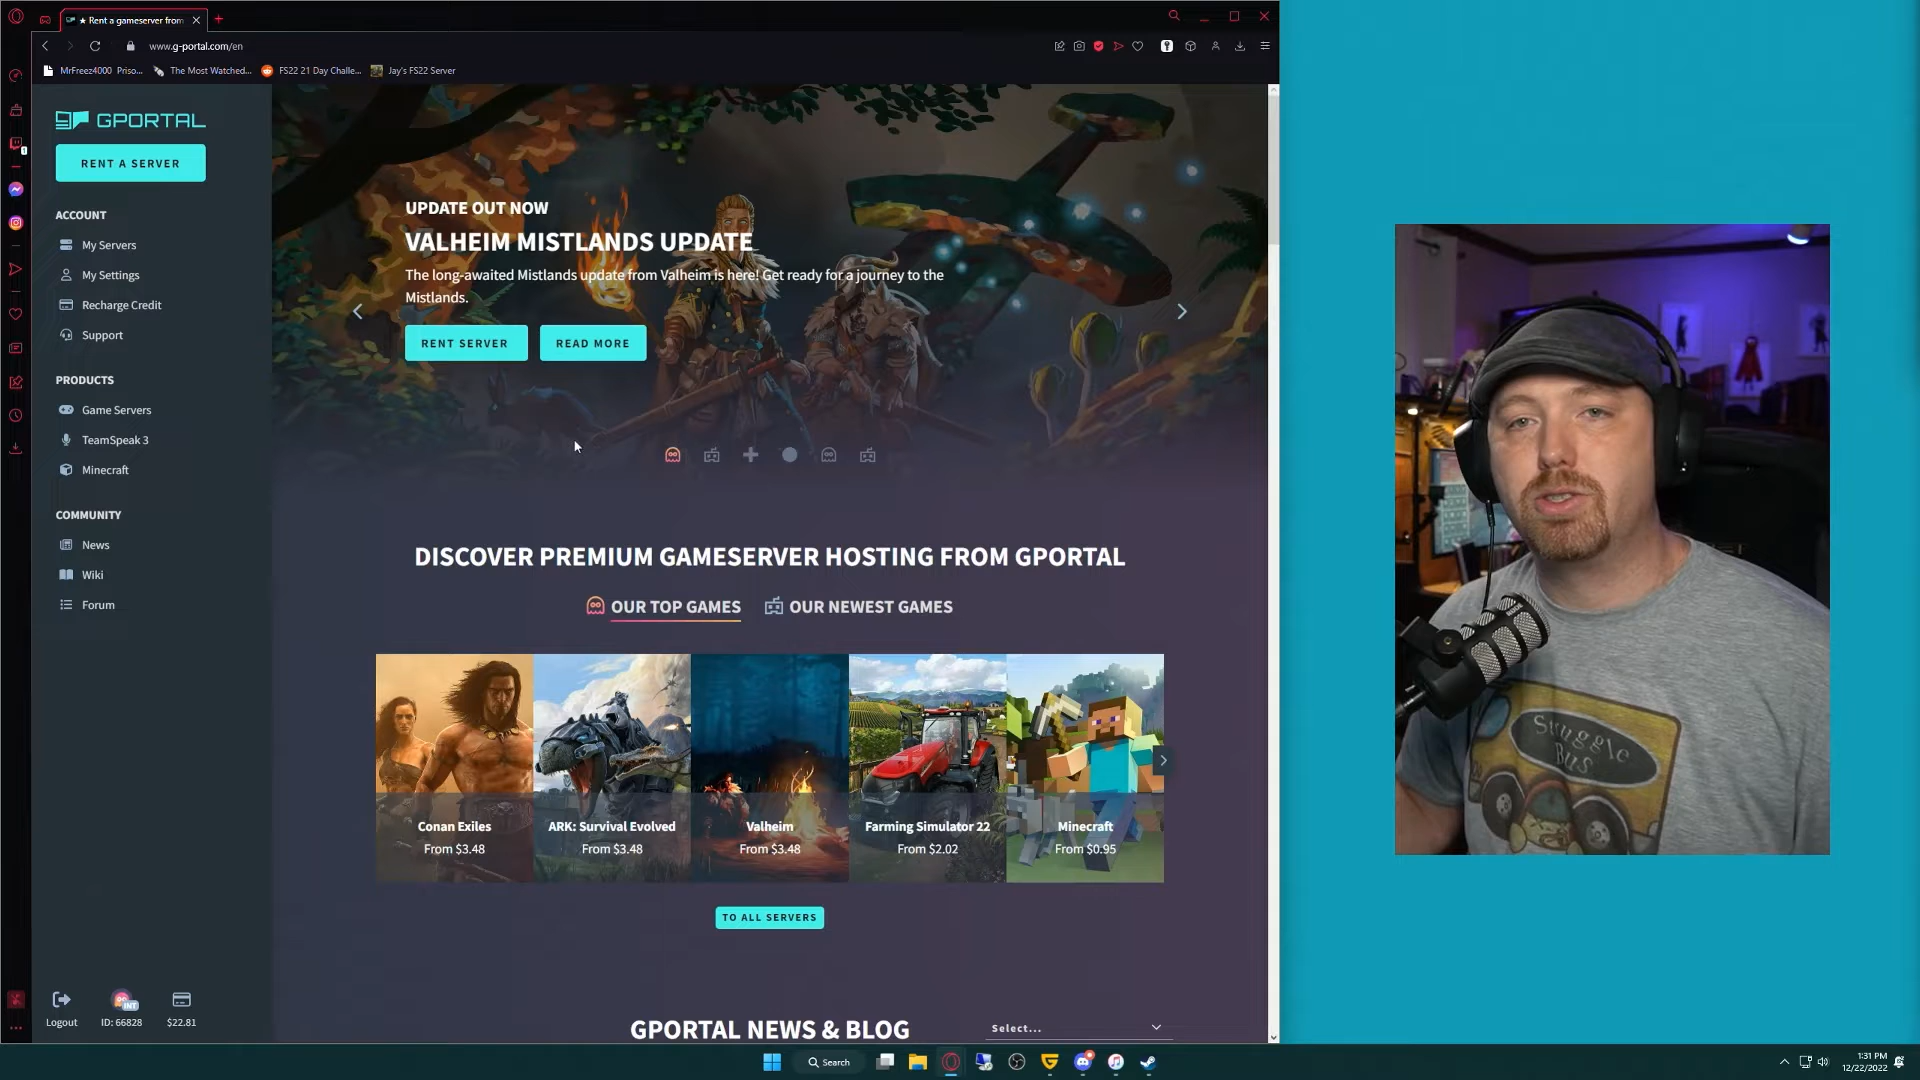 ★ Rent a gameserver from
www.g-portal.com/en
MrFreez4000 Priso...
The Most Watched...
FS22 21 Day Challe...
Jay's FS22 Server
GPORTAL
RENT A SERVER
ACCOUNT
My Servers
My Settings
Recharge Credit
Support
PRODUCTS
Game Servers
TeamSpeak 3
Minecraft
COMMUNITY
News
Wiki
Forum
Logout
INT
ID: 66828
$22.81
UPDATE OUT NOW
VALHEIM MISTLANDS UPDATE
The long-awaited Mistlands update from Valheim is here! Get ready for a journey to the
Mistlands.
RENT SERVER
READ MORE
DISCOVER PREMIUM GAMESERVER HOSTING FROM GPORTAL
OUR TOP GAMES
OUR NEWEST GAMES
Conan Exiles
From $3.48
ARK: Survival Evolved
From $3.48
Valheim
From $3.48
Farming Simulator 22
From $2.02
Minecraft
From $0.95
TO ALL SERVERS
GPORTAL NEWS & BLOG
Select...
RODE
Struggle
Bus
Search
1:31 PM
12/22/2022